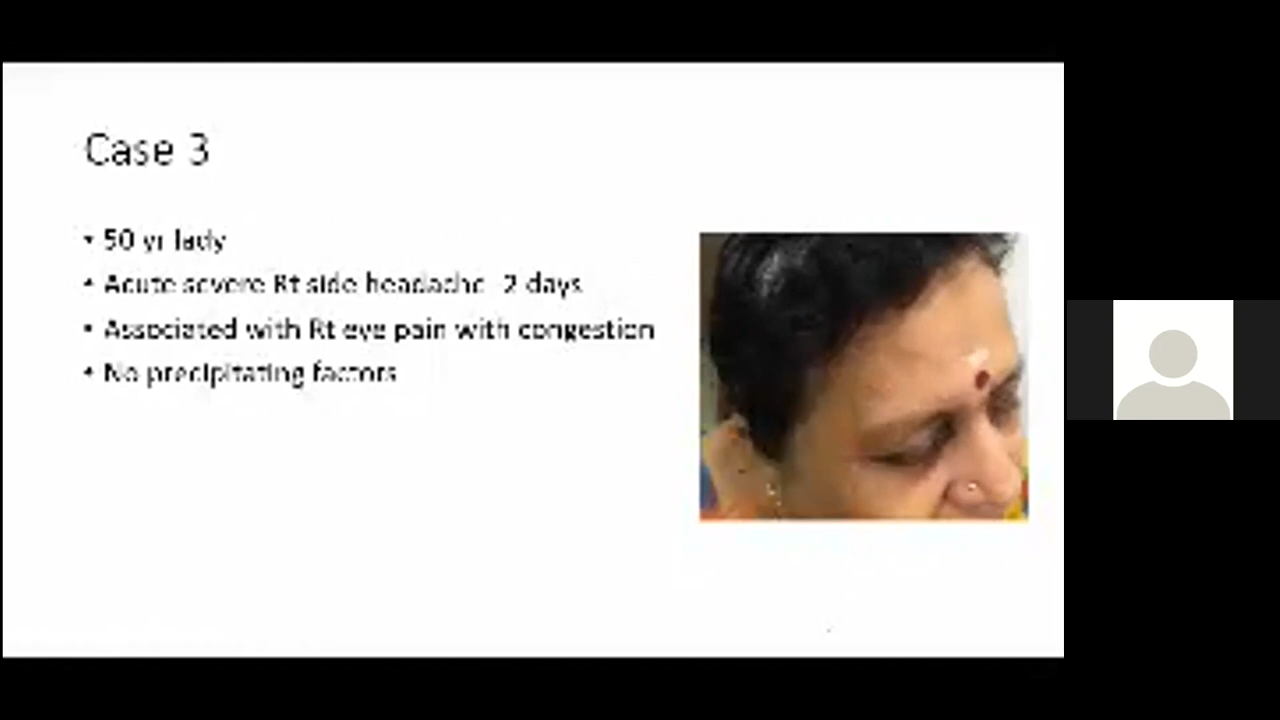 Case 3
• 50 yr lady
• Acute severe Rt side headache - 2 days
• Associated with Rt eye pain with congestion
• No precipitating factors